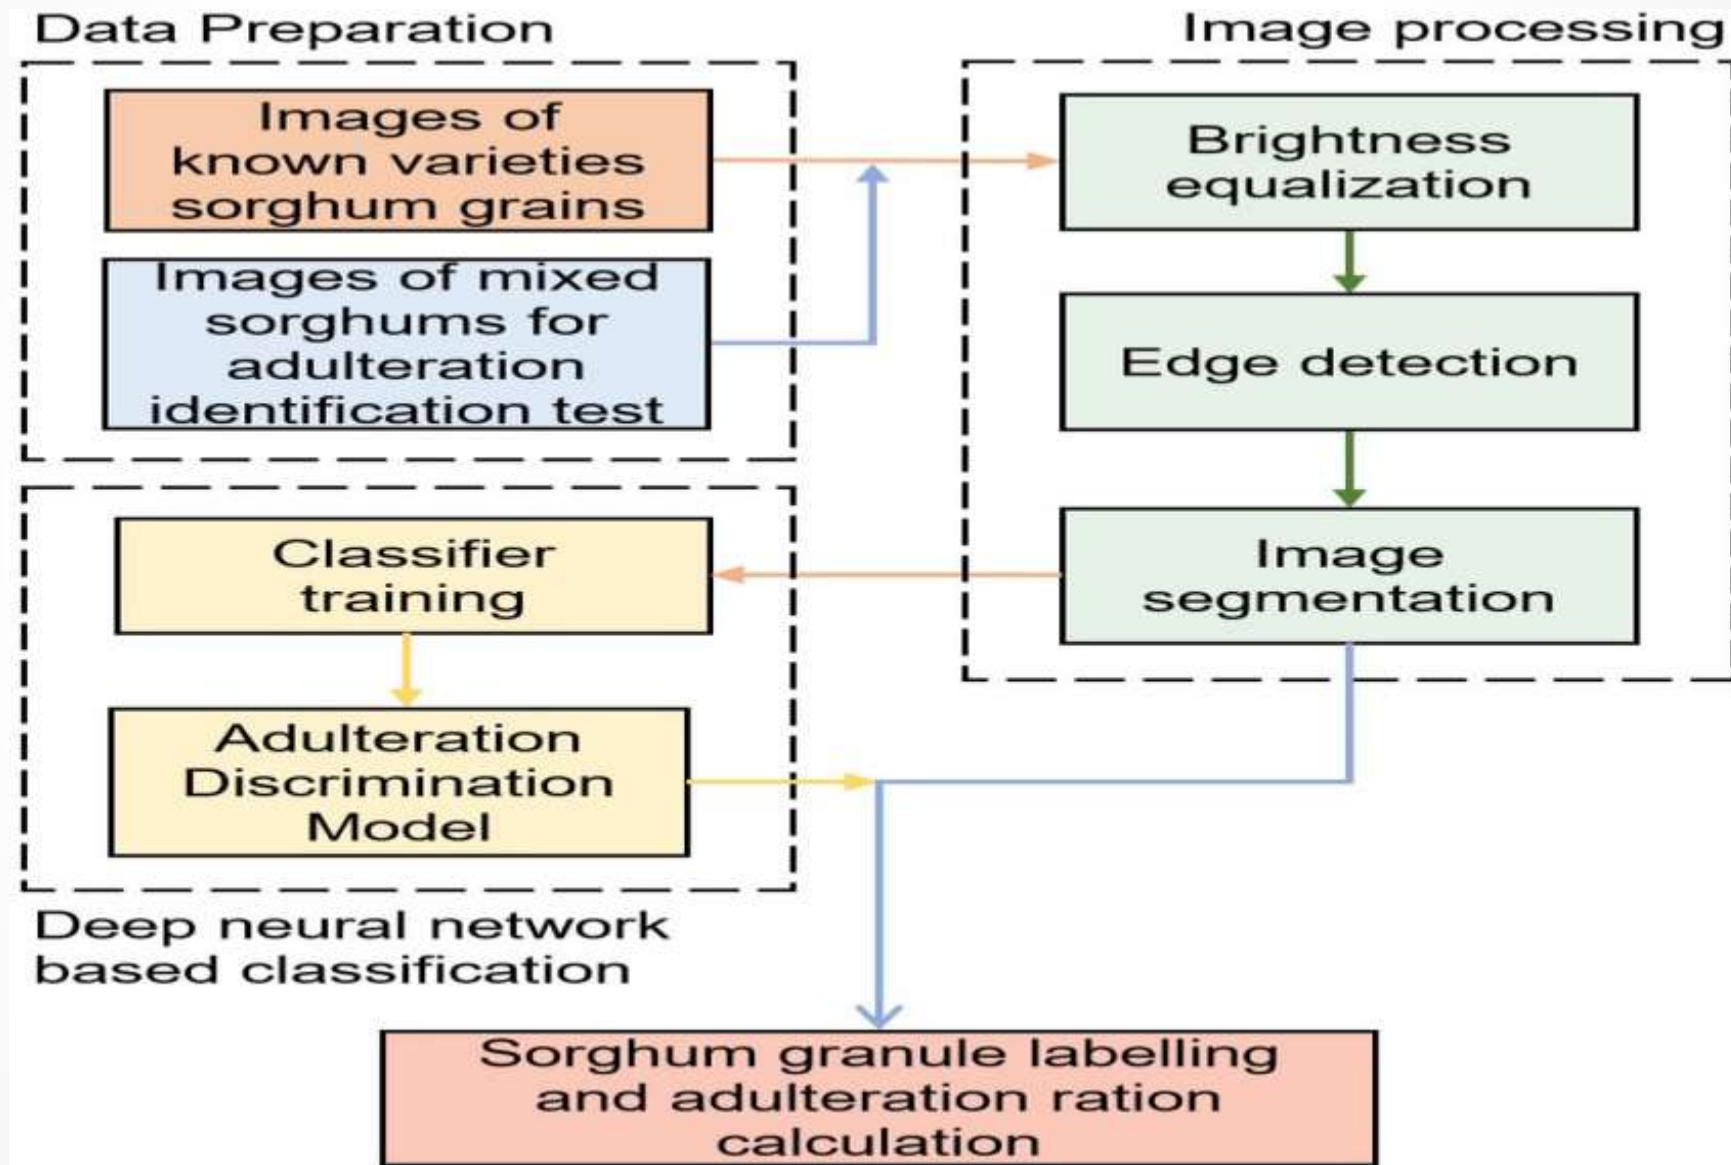 Data Preparation
Images of
known varieties
sorghum grains
Images of mixed
sorghums for
adulteration
identification test
Image processing
Brightness
equalization
Edge detection
Image
segmentation
Classifier
training
Adulteration
Discrimination
Model
Deep neural network
based classification
Sorghum granule labelling
and adulteration ration
calculation